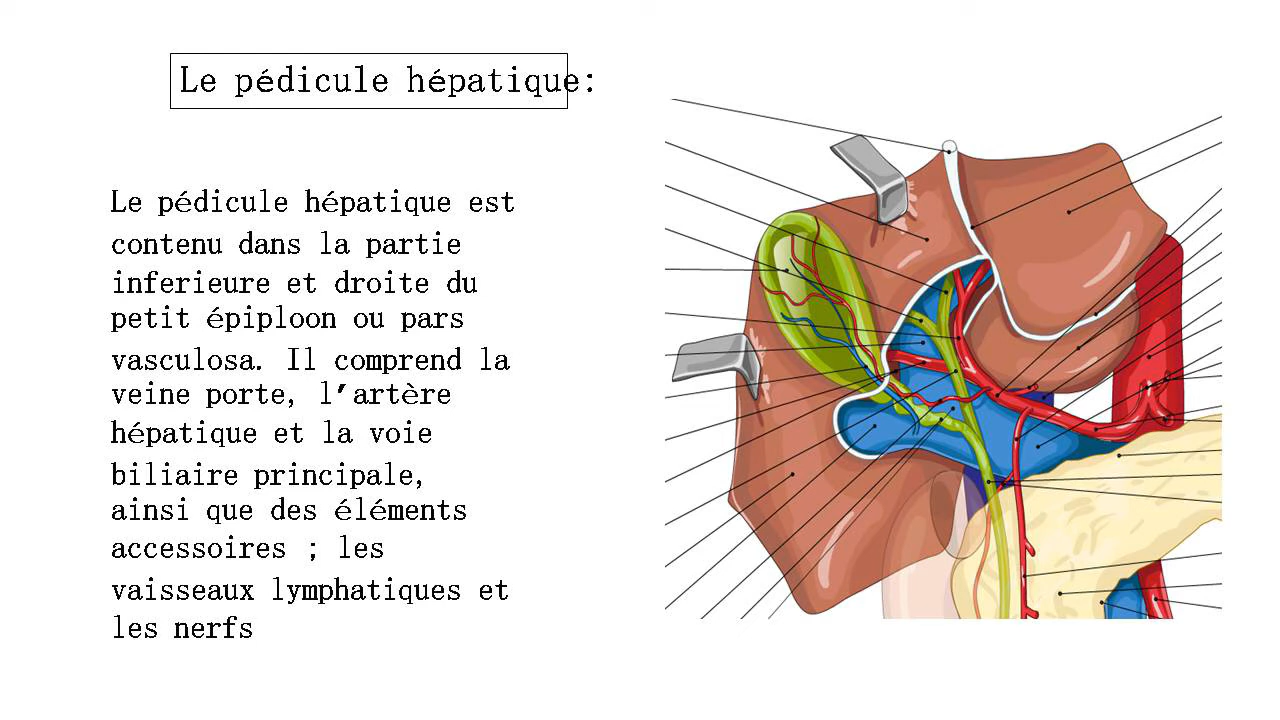 Le pédicule hépatique:
Le pédicule hépatique est
contenu dans la partie
inferieure et droite du
petit épiploon ou pars
vasculosa. Il comprend la
veine porte, l’artère
hépatique et la voie
biliaire principale,
ainsi que des éléments
accessoires ; les
vaisseaux lymphatiques et
les nerfs